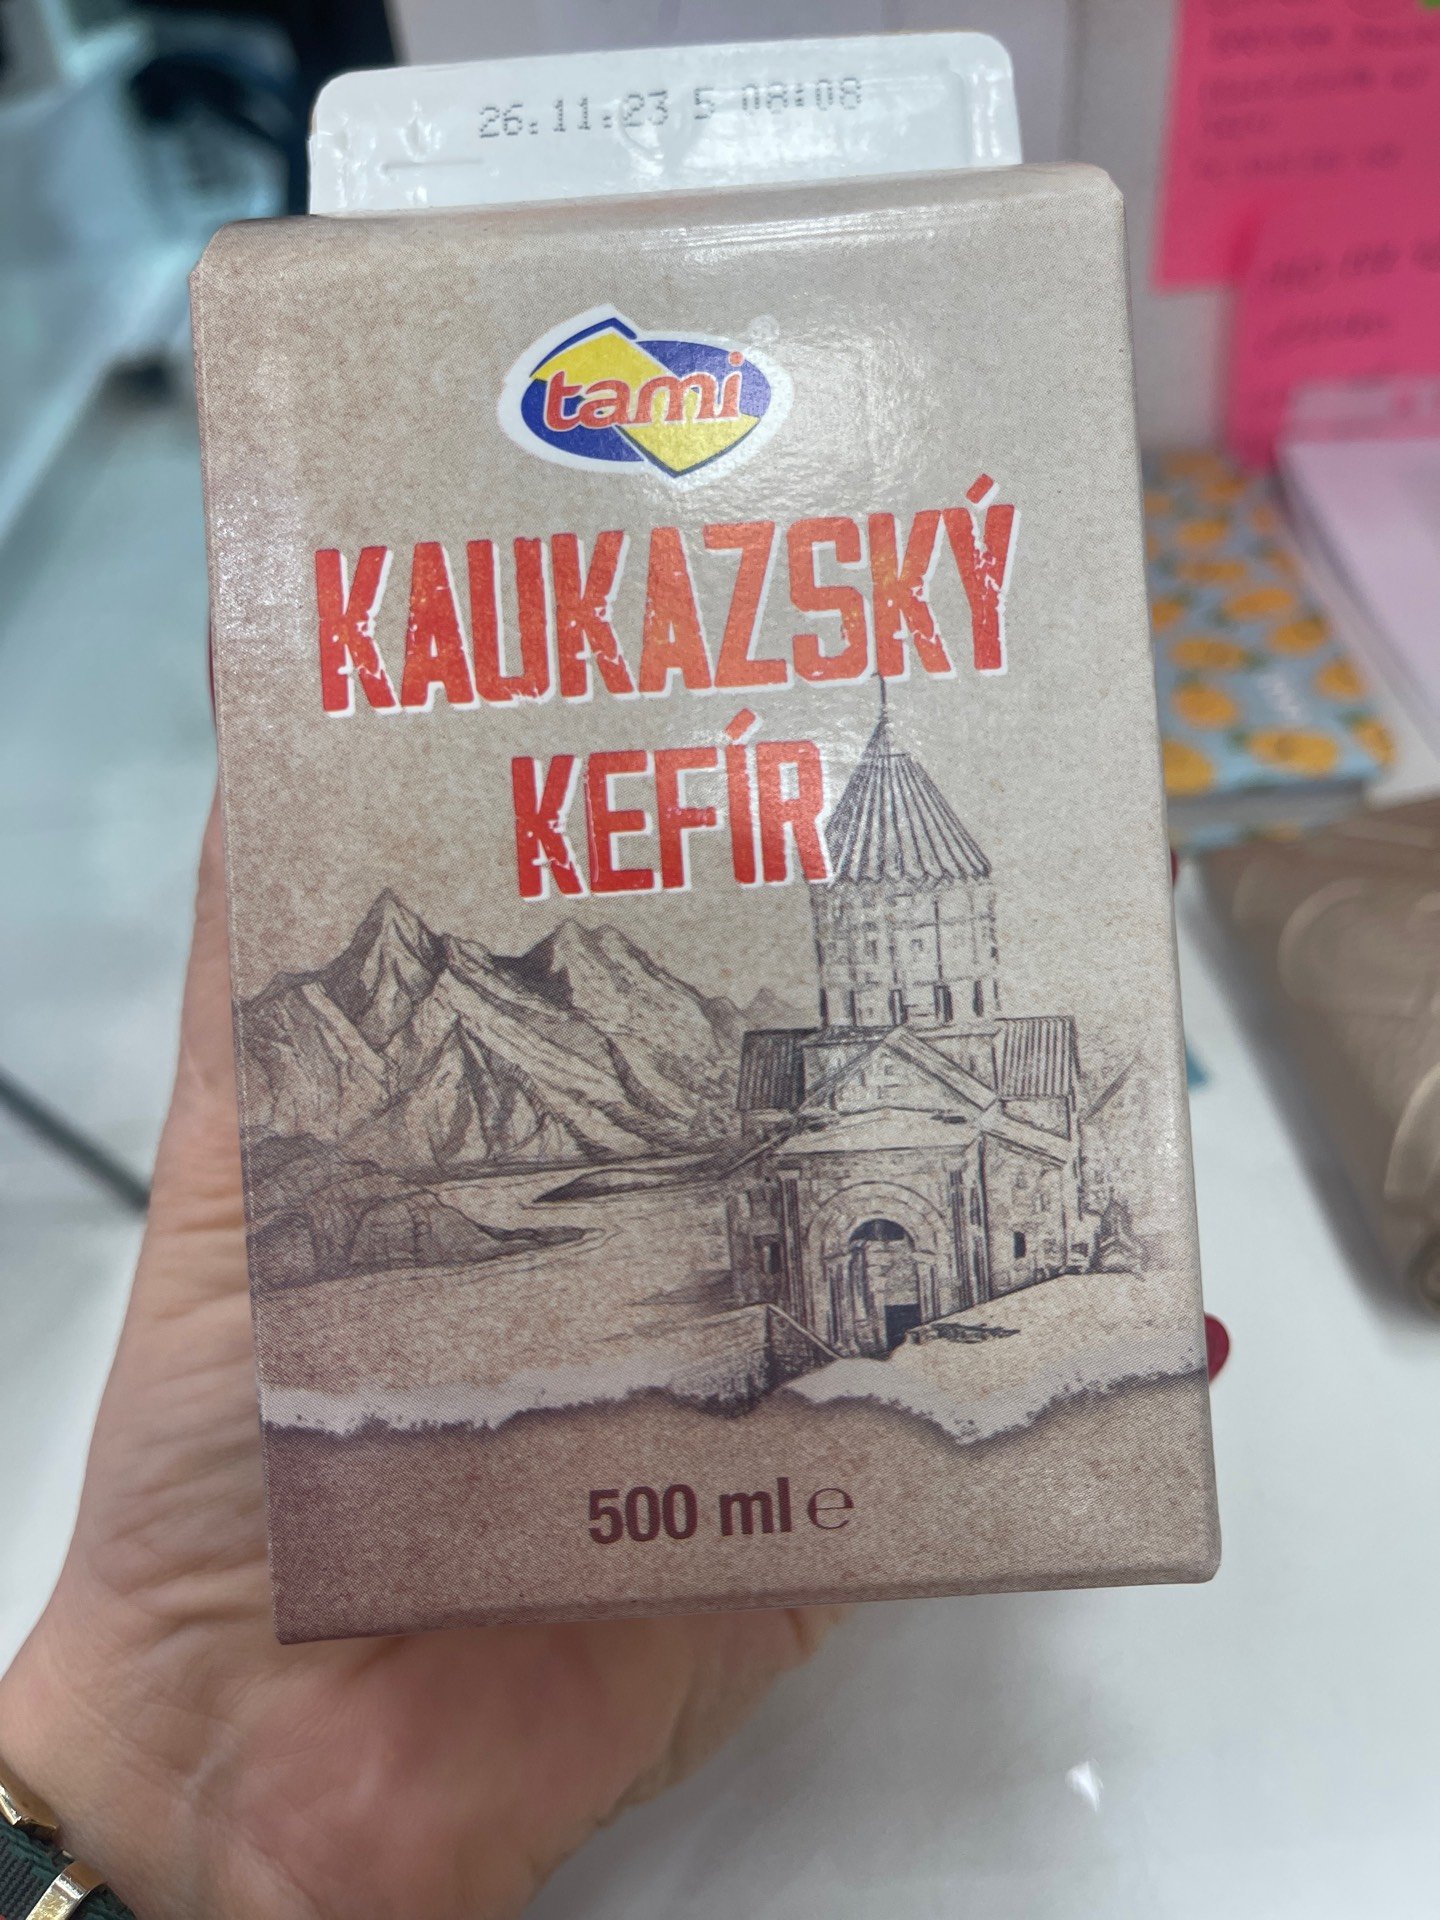 26.11.23 5 08:08
tami®
KAUKAZSKÝ
KEFÍR
500 ml ℮